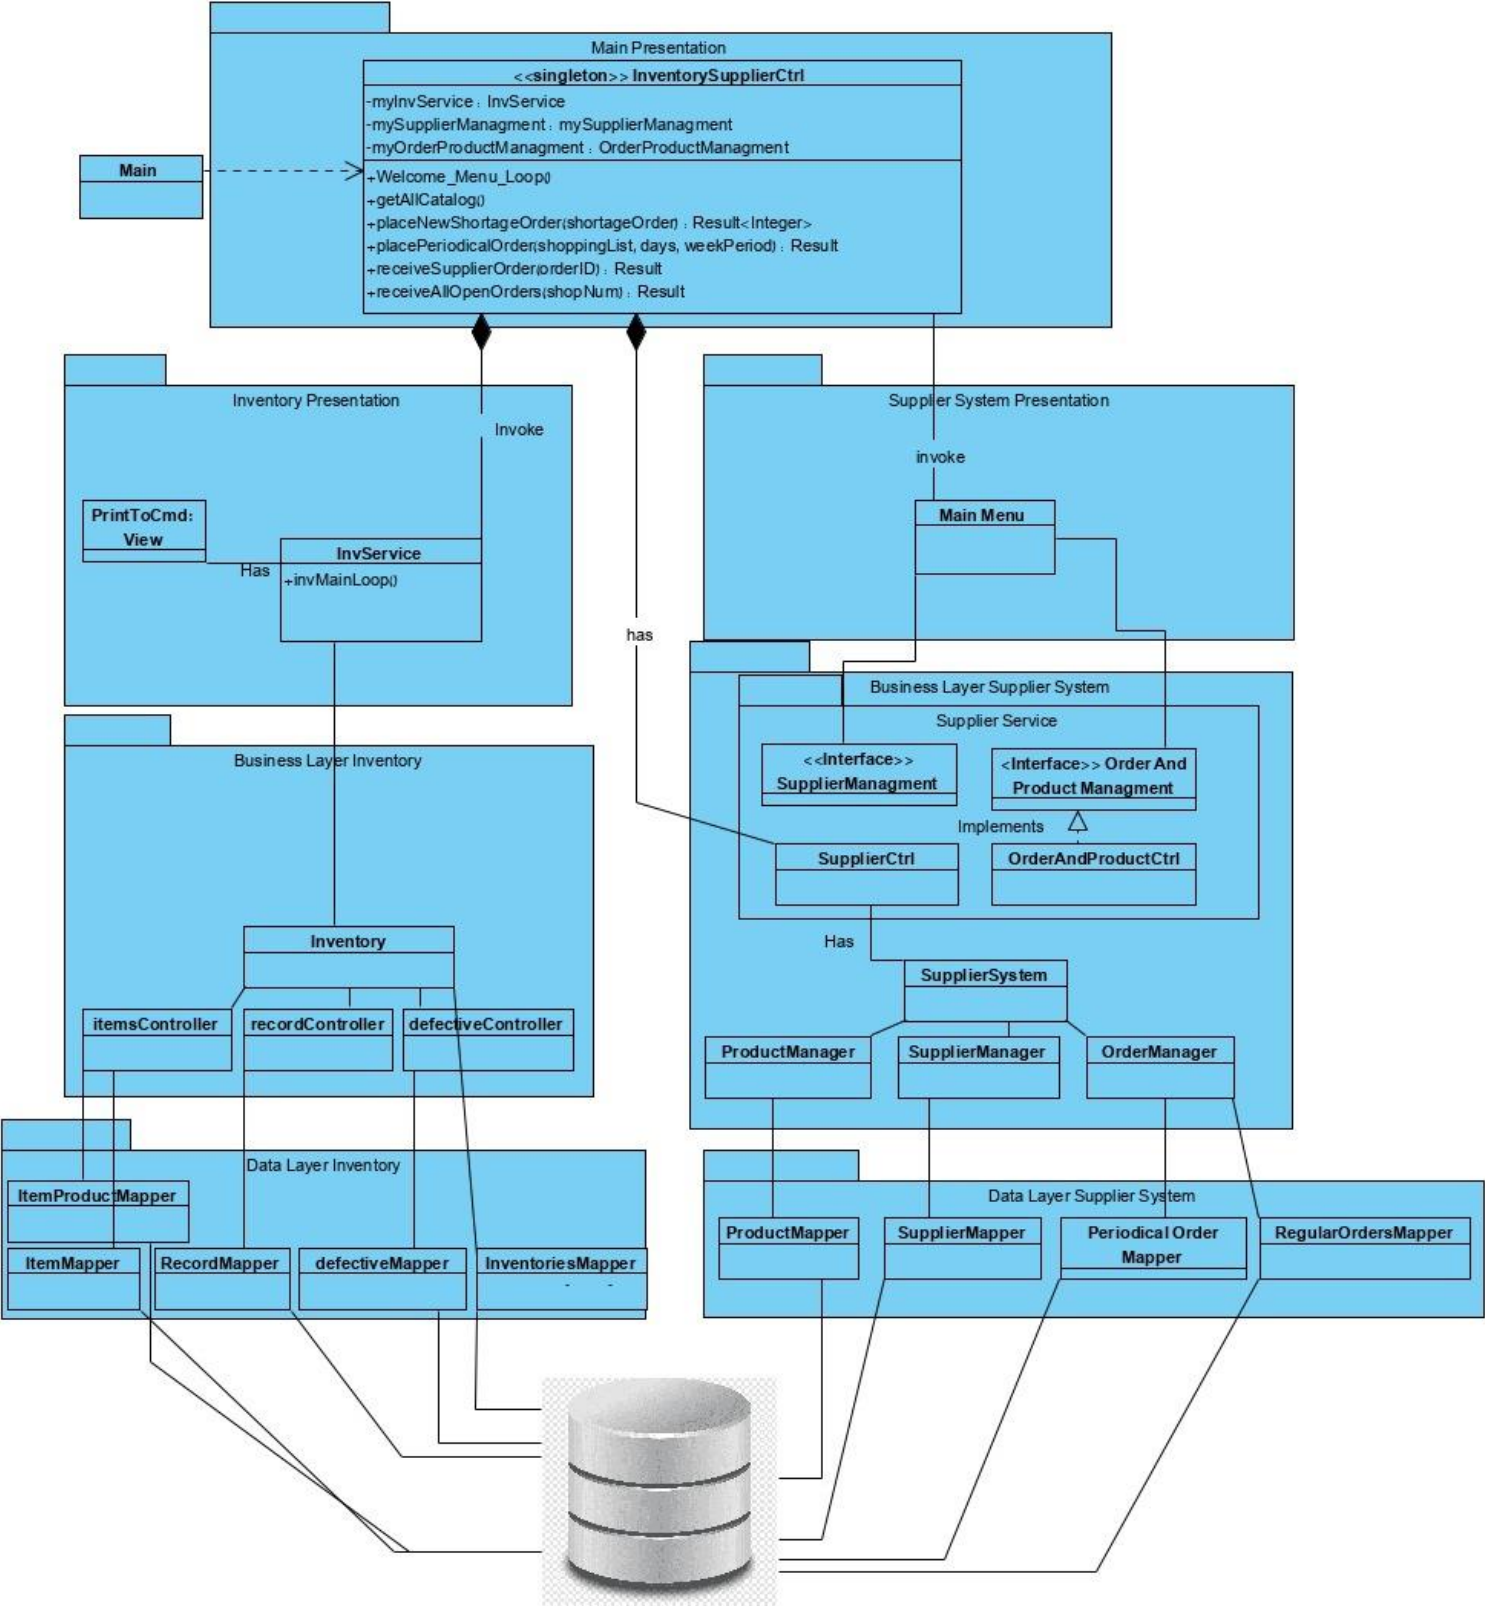 Main Presentation
<<singleton>> InventorySupplierCtrl
-myInvService : InvService
-mySupplierManagment : mySupplierManagment
-myOrderProductManagment : OrderProductManagment
Main
+Welcome_Menu_Loop()
+getAllCatalog()
+placeNewShortageOrder(shortageOrder) : Result<Integer>
+placePeriodicalOrder(shoppingList, days, weekPeriod) : Result
+receiveSupplierOrder(orderID) : Result
+receiveAllOpenOrders(shopNum) : Result
Inventory Presentation
Supplier System Presentation
Invoke
invoke
PrintToCmd:
View
Main Menu
InvService
Has
+invMainLoop()
has
Business Layer Supplier System
Supplier Service
Business Layer Inventory
<<Interface>>
SupplierManagment
<Interface>> Order And
Product Managment
Implements
SupplierCtrl
OrderAndProductCtrl
Inventory
Has
SupplierSystem
itemsController
recordController
defectiveController
ProductManager
SupplierManager
OrderManager
Data Layer Inventory
Data Layer Supplier System
ItemProductMapper
ProductMapper
SupplierMapper
Periodical Order
Mapper
RegularOrdersMapper
ItemMapper
RecordMapper
defectiveMapper
InventoriesMapper